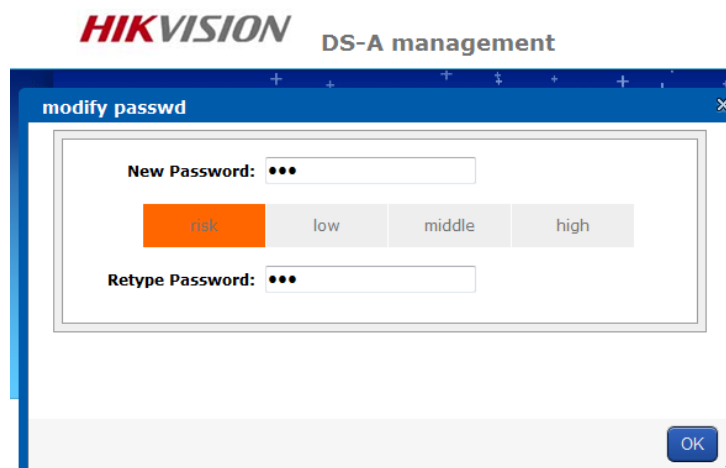 HIKVISION DS-A management
modify passwd
New Password: •••
risk low middle high
Retype Password: •••
OK